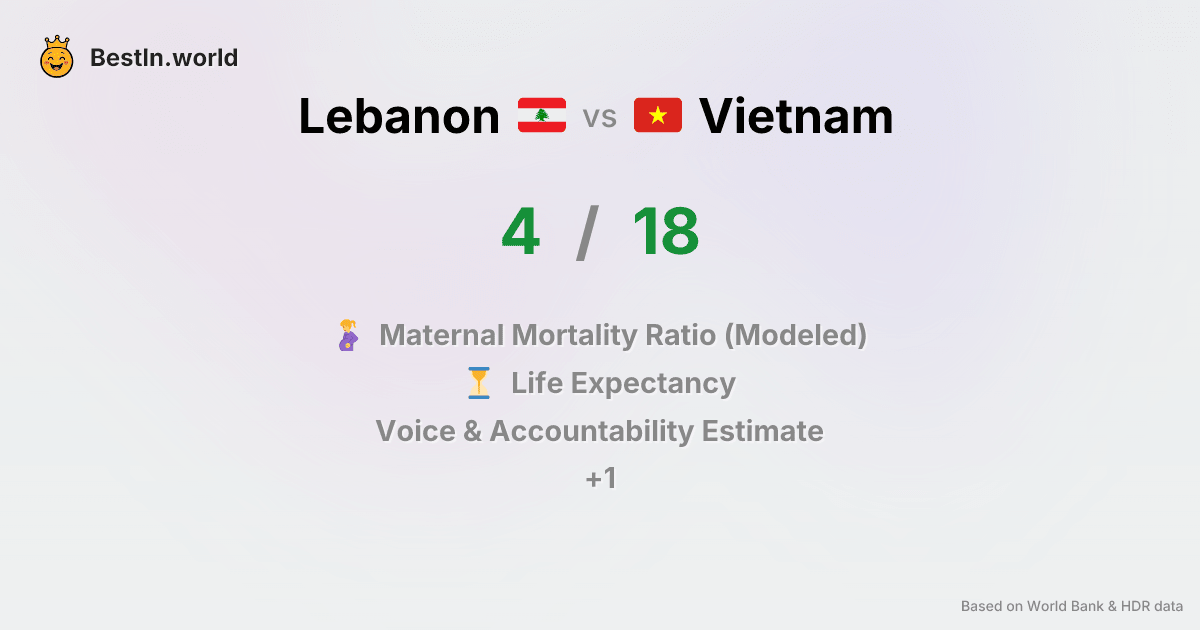 BestIn.world
Lebanon vs Vietnam
4 / 18
Maternal Mortality Ratio (Modeled)
Life Expectancy
Voice & Accountability Estimate
+1
Based on World Bank & HDR data